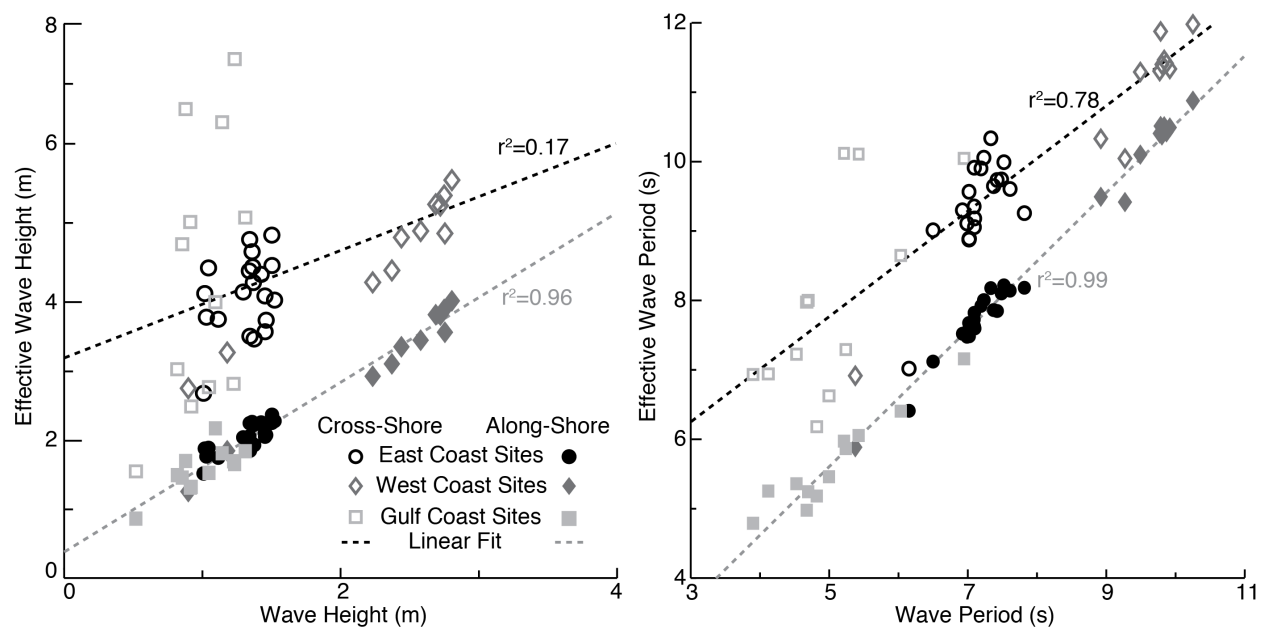 8
6
4
2
0
0
2
4
Effective Wave Height (m)
Wave Height (m)
r²=0.17
r²=0.96
Cross-Shore Along-Shore
East Coast Sites
West Coast Sites
Gulf Coast Sites
Linear Fit
12
10
8
6
4
3
5
7
9
11
Effective Wave Period (s)
Wave Period (s)
r²=0.78
r²=0.99